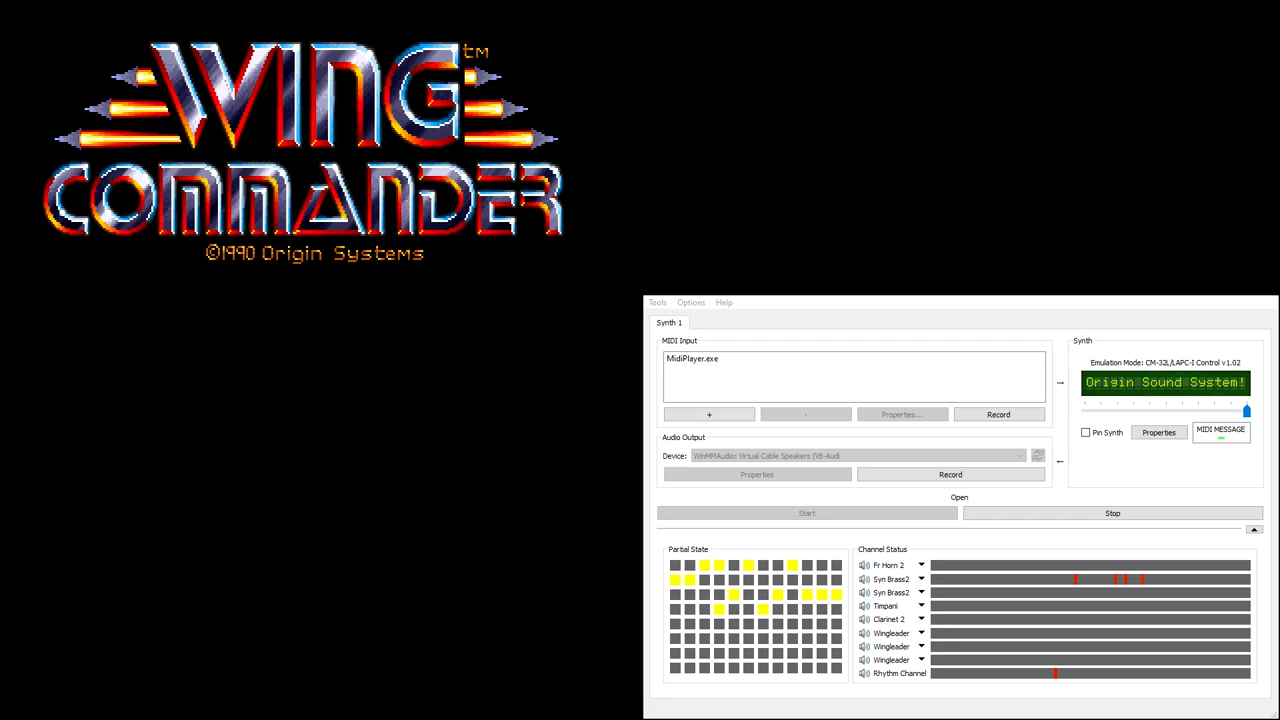 WING
TM
COMMANDER
©1990 Origin Systems
Tools Options Help
Synth 1
MIDI Input
MidiPlayer.exe
+ - Properties... Record
Audio Output
Device: WinMMAudio: Virtual Cable Speakers (VB-Audi
Properties Record
Synth
Emulation Mode: CM-32L/LAPC-I Control v1.02
Origin Sound System!
Pin Synth Properties MIDI MESSAGE
Open
Start Stop
Partial State
Channel Status
Fr Horn 2
Syn Brass2
Syn Brass2
Timpani
Clarinet 2
Wingleader
Wingleader
Wingleader
Rhythm Channel